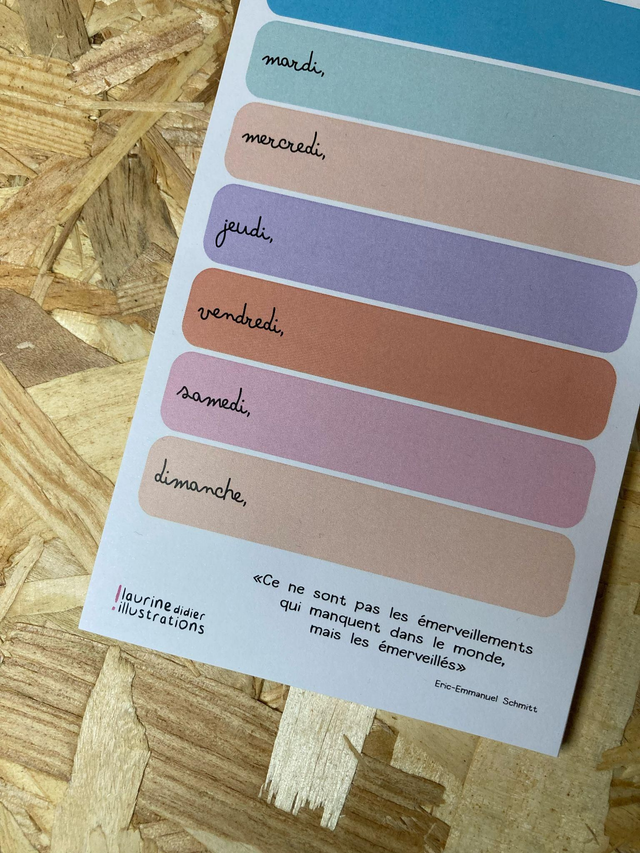 mardi,
mercredi,
jeudi,
vendredi,
samedi,
dimanche,
laurine didier
illustrations
«Ce ne sont pas les émerveillements
qui manquent dans le monde,
mais les émerveillés»
Eric-Emmanuel Schmitt